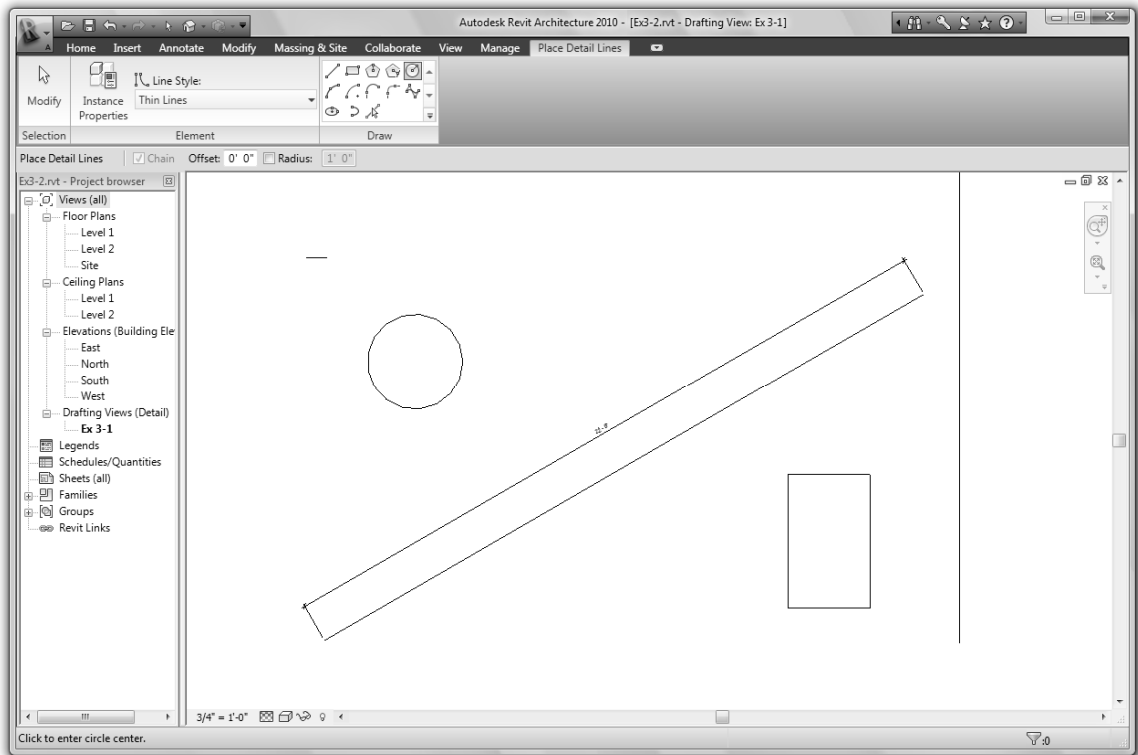 Autodesk Revit Architecture 2010 - [Ex3-2.rvt - Drafting View: Ex 3-1]
Home Insert Annotate Modify Massing & Site Collaborate View Manage Place Detail Lines
Modify
Instance Properties
Line Style:
Thin Lines
Selection Element Draw
Place Detail Lines Chain Offset: 0' 0" Radius: 1' 0"
Ex3-2.rvt - Project browser
Views (all)
Floor Plans
Level 1
Level 2
Site
Ceiling Plans
Level 1
Level 2
Elevations (Building Ele
East
North
South
West
Drafting Views (Detail)
Ex 3-1
Legends
Schedules/Quantities
Sheets (all)
Families
Groups
Revit Links
3/4" = 1'-0"
Click to enter circle center.
:0